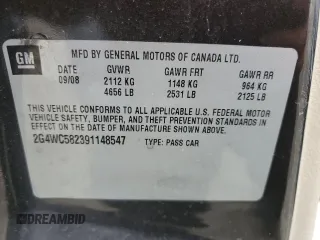 GM
MFD BY GENERAL MOTORS OF CANADA LTD.
DATE GVWR GAWR FRT GAWR RR
09/08 2112 KG 1148 KG 964 KG
4656 LB 2531 LB 2125 LB
THIS VEHICLE CONFORMS TO ALL APPLICABLE U.S. FEDERAL MOTOR
VEHICLE SAFETY, BUMPER, AND THEFT PREVENTION STANDARDS IN
EFFECT ON THE DATE OF MANUFACTURE SHOWN ABOVE.
2G4WC582391148547 TYPE: PASS CAR
© DREAMBID